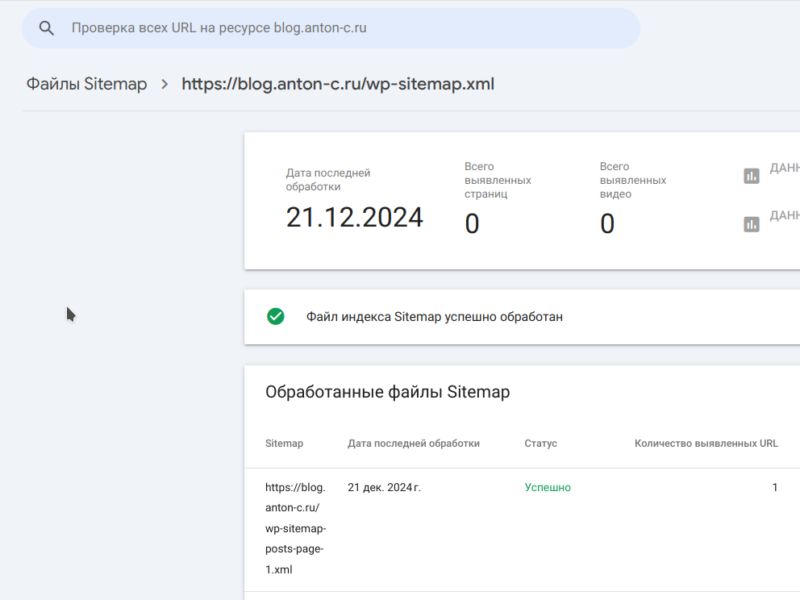 Проверка всех URL на ресурсе blog.anton-c.ru
Файлы Sitemap > https://blog.anton-c.ru/wp-sitemap.xml
Дата последней
обработки
21.12.2024
Всего
выявленных
страниц
0
Всего
выявленных
видео
0
ДАНН
ДАНН
Файл индекса Sitemap успешно обработан
Обработанные файлы Sitemap
Sitemap Дата последней обработки Статус Количество выявленных URL
https://blog. 21 дек. 2024 г. Успешно 1
anton-c.ru/
wp-sitemap-
posts-page-
1.xml